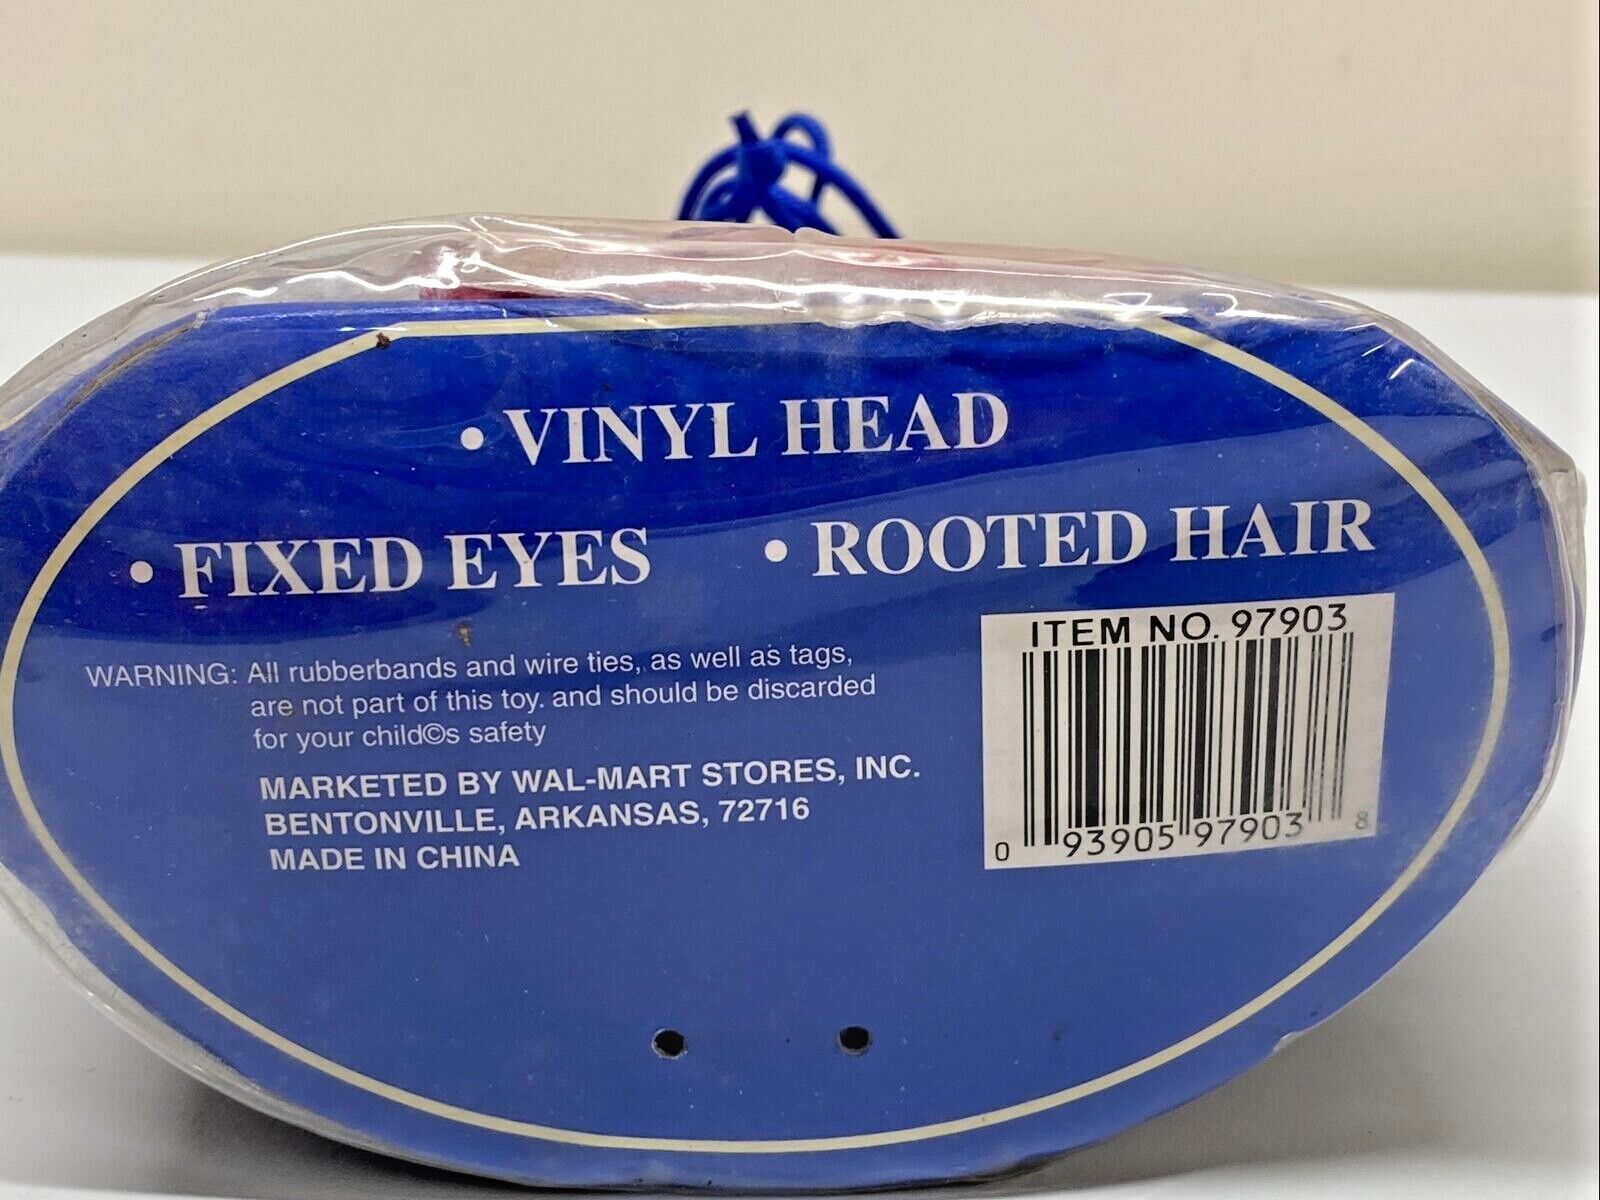 • VINYL HEAD
• FIXED EYES • ROOTED HAIR
WARNING: All rubberbands and wire ties, as well as tags,
are not part of this toy. and should be discarded
for your child©s safety
MARKETED BY WAL-MART STORES, INC.
BENTONVILLE, ARKANSAS, 72716
MADE IN CHINA
ITEM NO. 97903
0 93905 97903 8